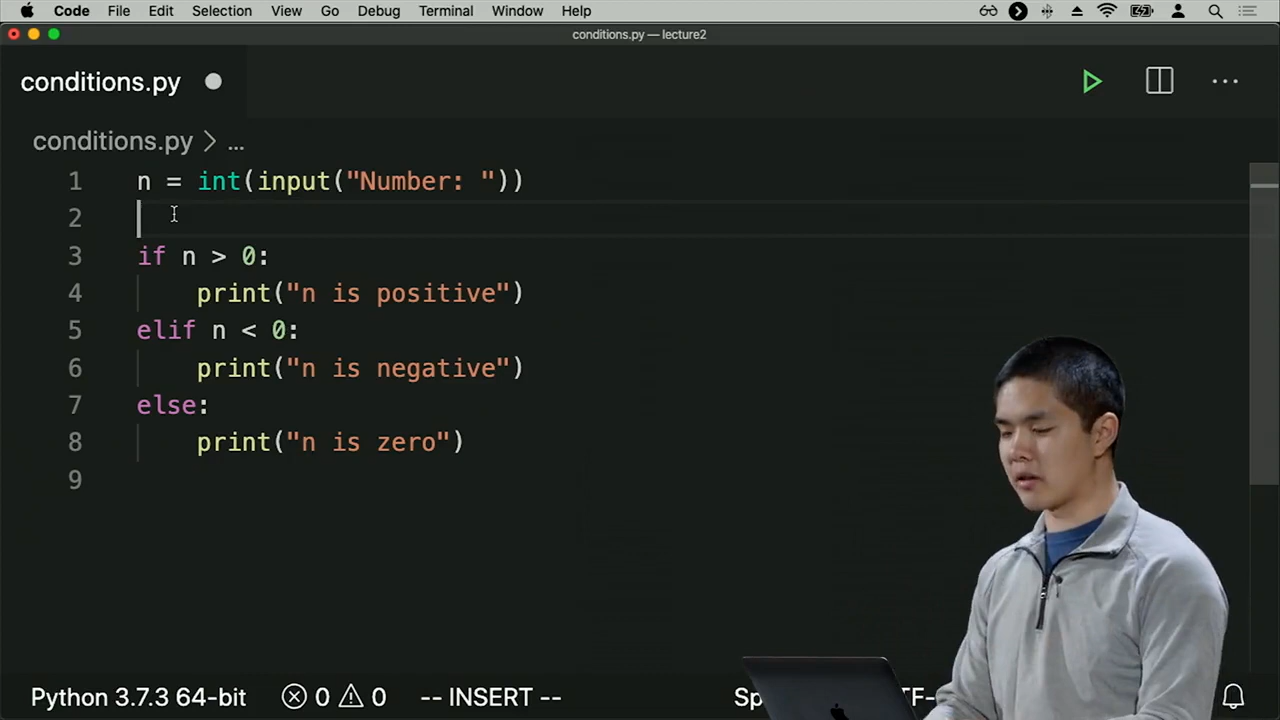 Code File Edit Selection View Go Debug Terminal Window Help
conditions.py — lecture2
conditions.py
conditions.py > ...
1 n = int(input("Number: "))
2
3 if n > 0:
4     print("n is positive")
5 elif n < 0:
6     print("n is negative")
7 else:
8     print("n is zero")
9
Python 3.7.3 64-bit 0 0 -- INSERT --